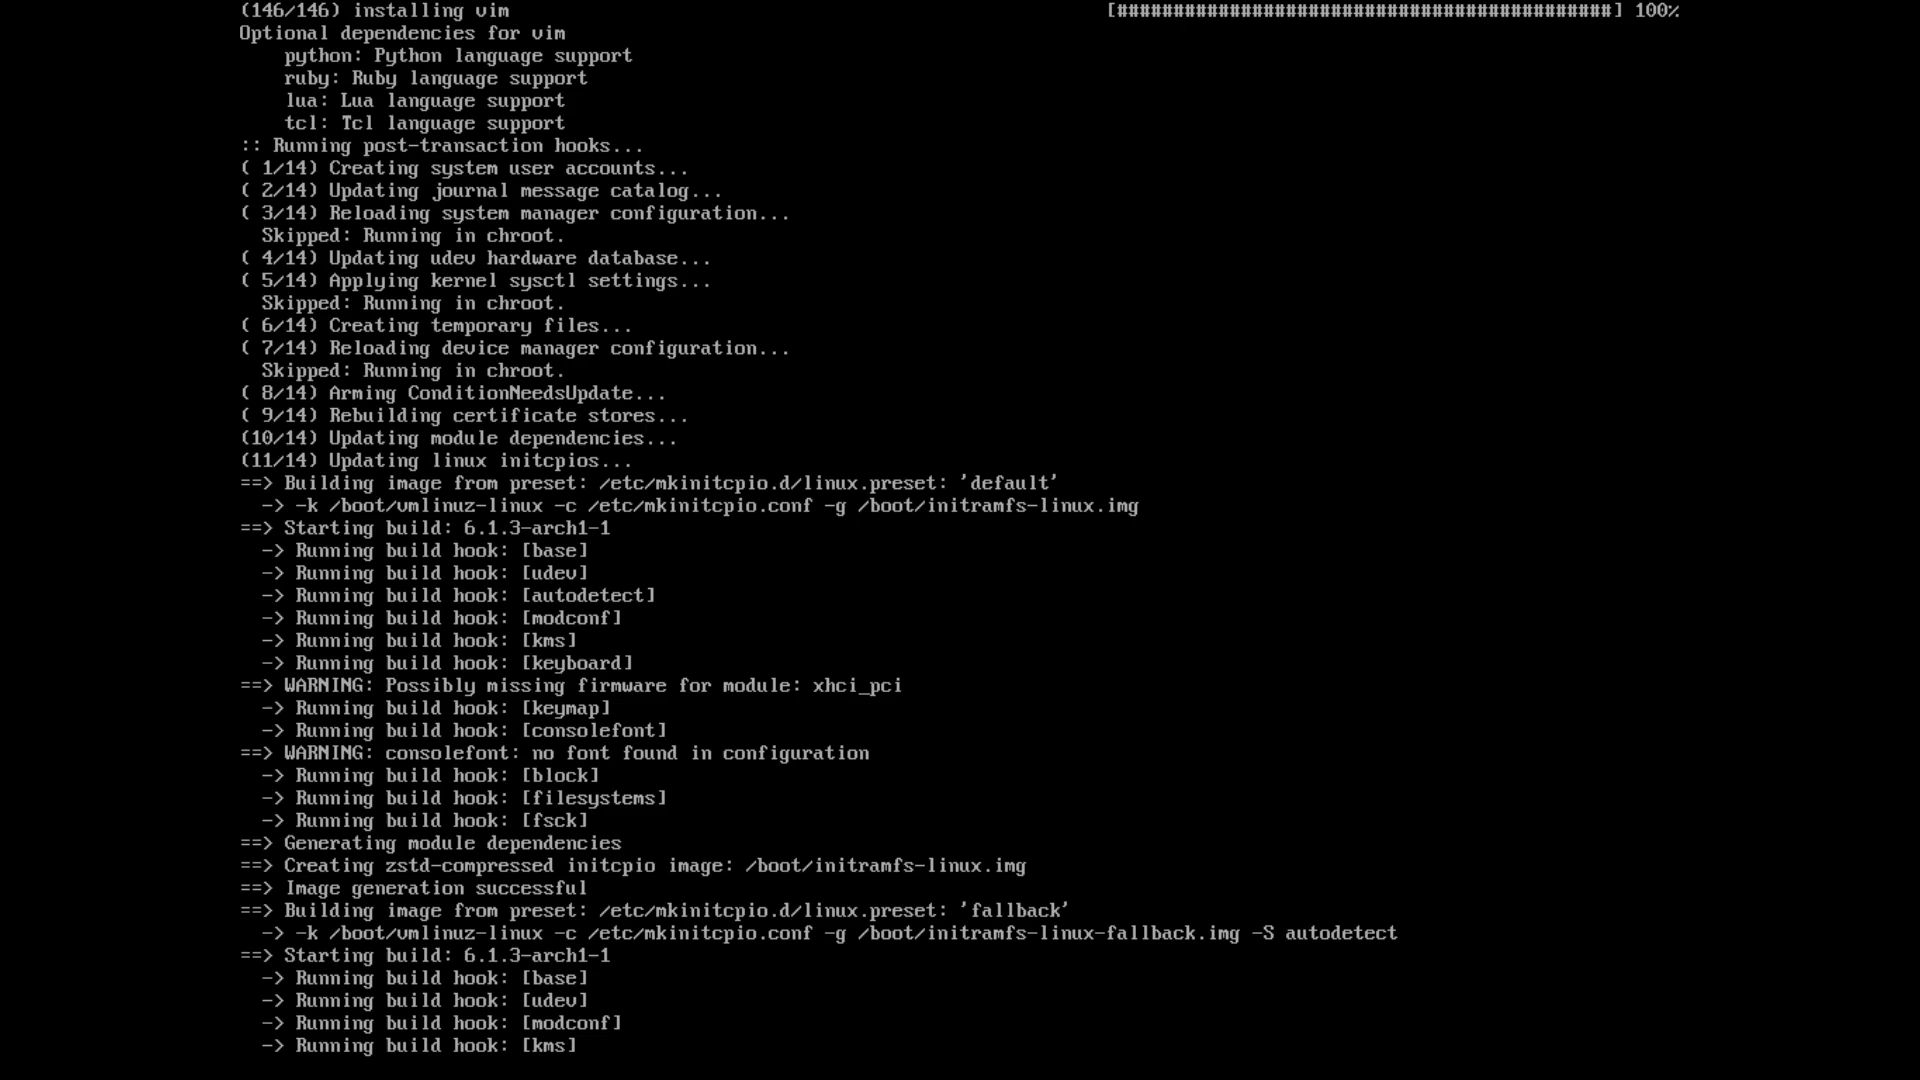 (146/146) installing vim [############################################] 100%
Optional dependencies for vim
    python: Python language support
    ruby: Ruby language support
    lua: Lua language support
    tcl: Tcl language support
:: Running post-transaction hooks...
( 1/14) Creating system user accounts...
( 2/14) Updating journal message catalog...
( 3/14) Reloading system manager configuration...
  Skipped: Running in chroot.
( 4/14) Updating udev hardware database...
( 5/14) Applying kernel sysctl settings...
  Skipped: Running in chroot.
( 6/14) Creating temporary files...
( 7/14) Reloading device manager configuration...
  Skipped: Running in chroot.
( 8/14) Arming ConditionNeedsUpdate...
( 9/14) Rebuilding certificate stores...
(10/14) Updating module dependencies...
(11/14) Updating linux initcpios...
==> Building image from preset: /etc/mkinitcpio.d/linux.preset: 'default'
  -> -k /boot/vmlinuz-linux -c /etc/mkinitcpio.conf -g /boot/initramfs-linux.img
==> Starting build: 6.1.3-arch1-1
  -> Running build hook: [base]
  -> Running build hook: [udev]
  -> Running build hook: [autodetect]
  -> Running build hook: [modconf]
  -> Running build hook: [kms]
  -> Running build hook: [keyboard]
==> WARNING: Possibly missing firmware for module: xhci_pci
  -> Running build hook: [keymap]
  -> Running build hook: [consolefont]
==> WARNING: consolefont: no font found in configuration
  -> Running build hook: [block]
  -> Running build hook: [filesystems]
  -> Running build hook: [fsck]
==> Generating module dependencies
==> Creating zstd-compressed initcpio image: /boot/initramfs-linux.img
==> Image generation successful
==> Building image from preset: /etc/mkinitcpio.d/linux.preset: 'fallback'
  -> -k /boot/vmlinuz-linux -c /etc/mkinitcpio.conf -g /boot/initramfs-linux-fallback.img -S autodetect
==> Starting build: 6.1.3-arch1-1
  -> Running build hook: [base]
  -> Running build hook: [udev]
  -> Running build hook: [modconf]
  -> Running build hook: [kms]